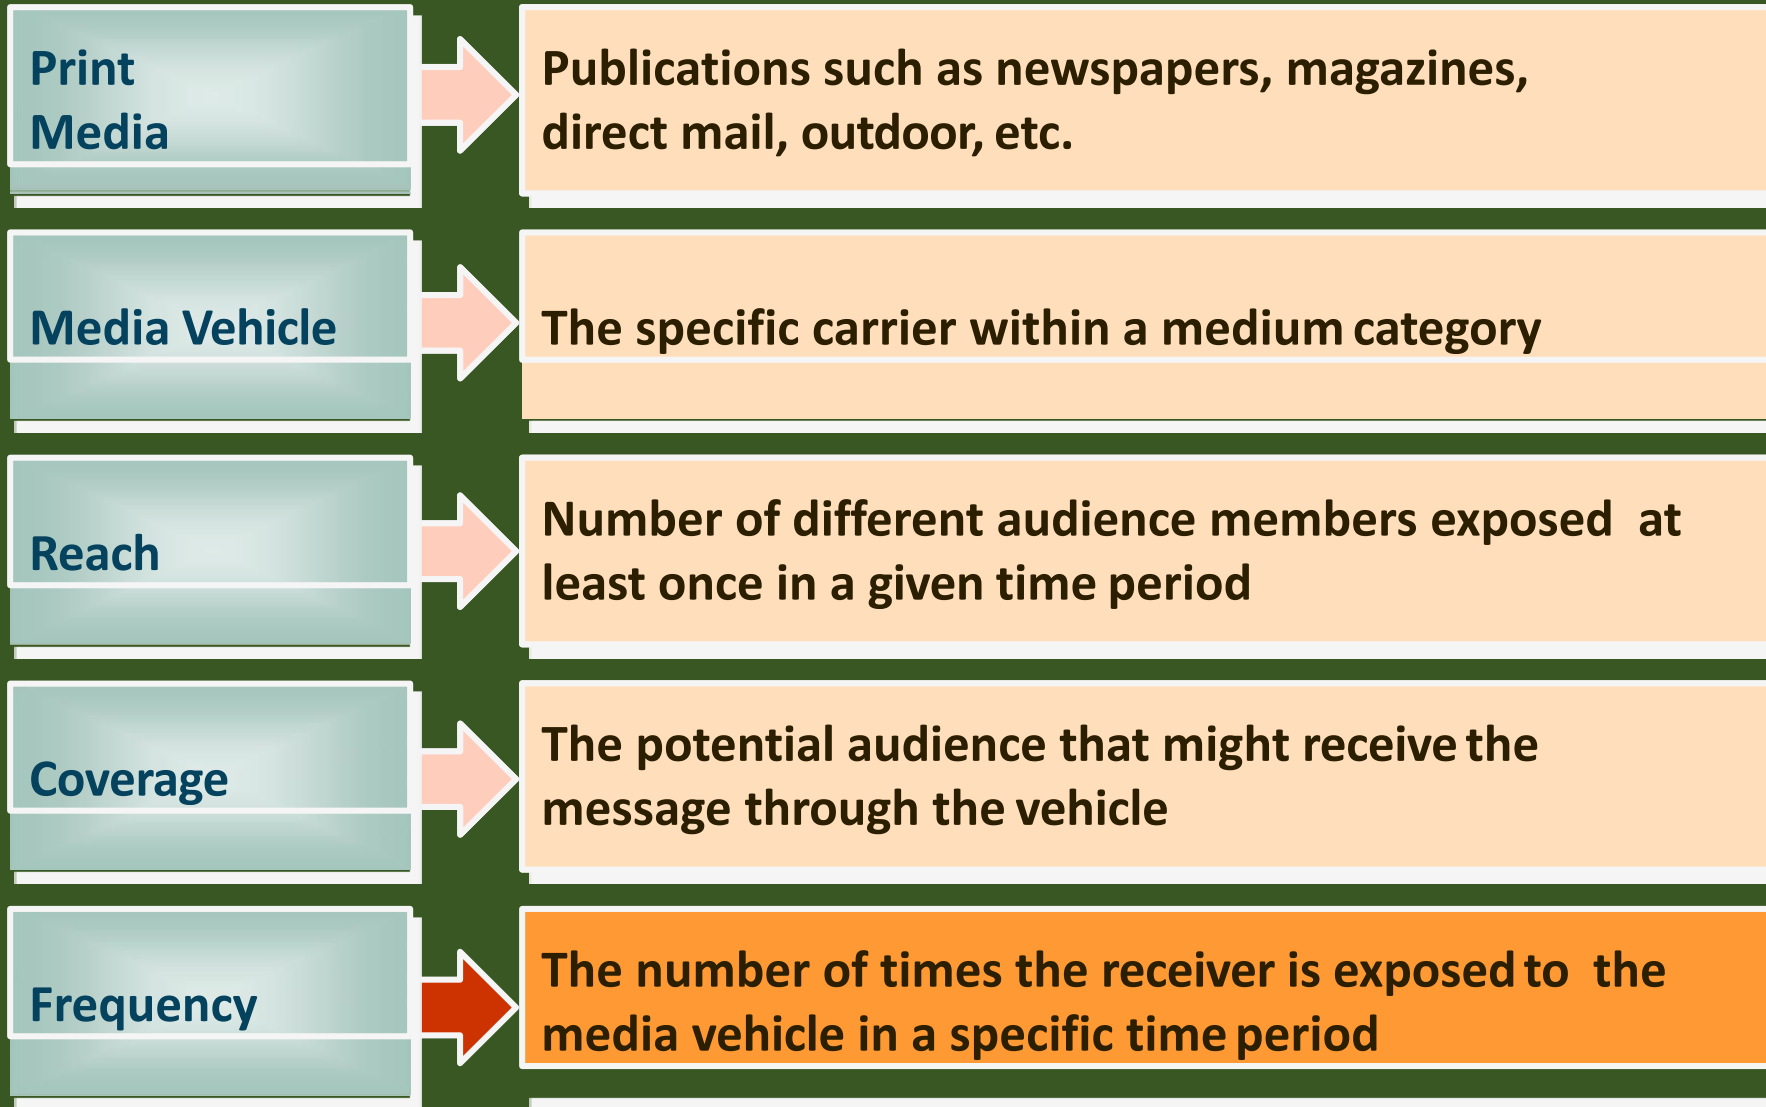 Print
Media
Publications such as newspapers, magazines,
direct mail, outdoor, etc.
Media Vehicle
The specific carrier within a medium category
Reach
Number of different audience members exposed at
least once in a given time period
Coverage
The potential audience that might receive the
message through the vehicle
Frequency
The number of times the receiver is exposed to the
media vehicle in a specific time period